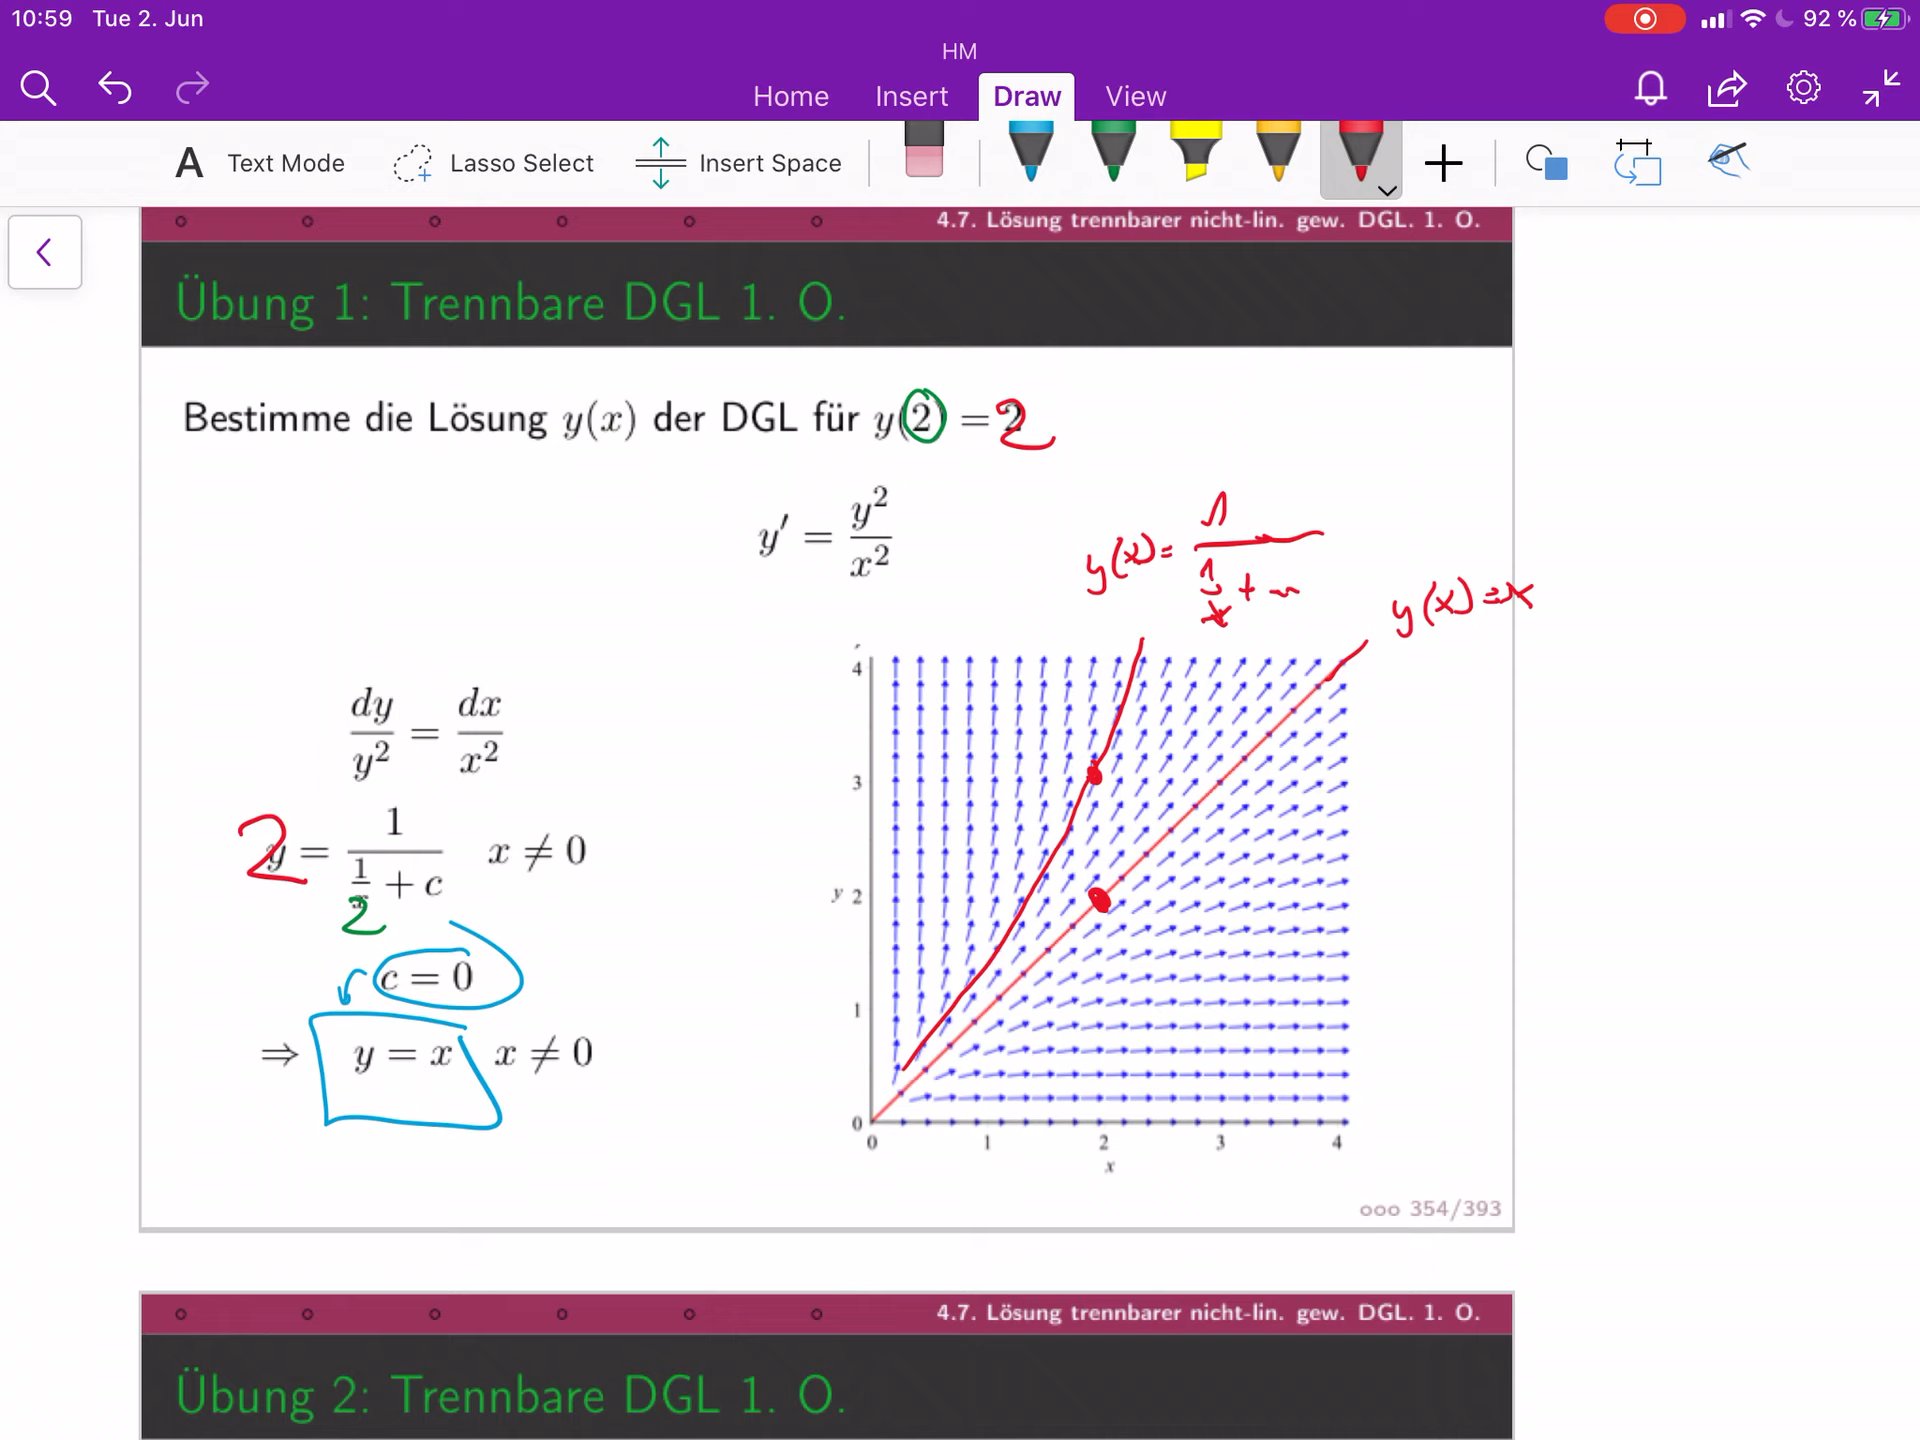 10:59 Tue 2. Jun 92 %
HM
Home Insert Draw View
A Text Mode Lasso Select Insert Space
4.7. Lösung trennbarer nicht-lin. gew. DGL. 1. O.
Übung 1: Trennbare DGL 1. O.
Bestimme die Lösung y(x) der DGL für y(2) = 2
y′ = y² / x²
y(x) = 1 / (1/x +
y(x) = x
dy/y² = dx/x²
2
y = 1 / (1/x + c) x ≠ 0
2
c = 0
⇒ y = x x ≠ 0
4
3
y 2
1
0
0 1 2 3 4
x
354/393
4.7. Lösung trennbarer nicht-lin. gew. DGL. 1. O.
Übung 2: Trennbare DGL 1. O.